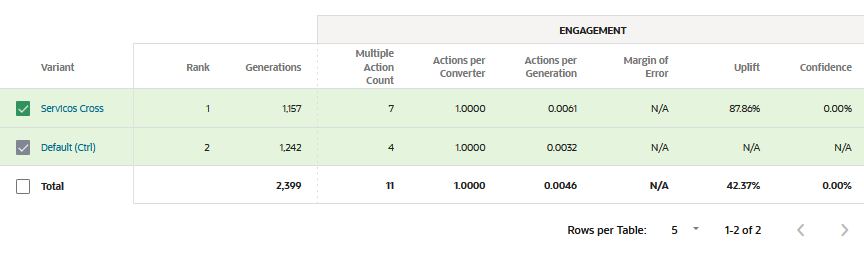 ENGAGEMENT
Variant Rank Generations Multiple Action Count Actions per Converter Actions per Generation Margin of Error Uplift Confidence
Servicos Cross 1 1,157 7 1.0000 0.0061 N/A 87.86% 0.00%
Default (Ctrl) 2 1,242 4 1.0000 0.0032 N/A N/A N/A
Total 2,399 11 1.0000 0.0046 N/A 42.37% 0.00%
Rows per Table: 5 1-2 of 2